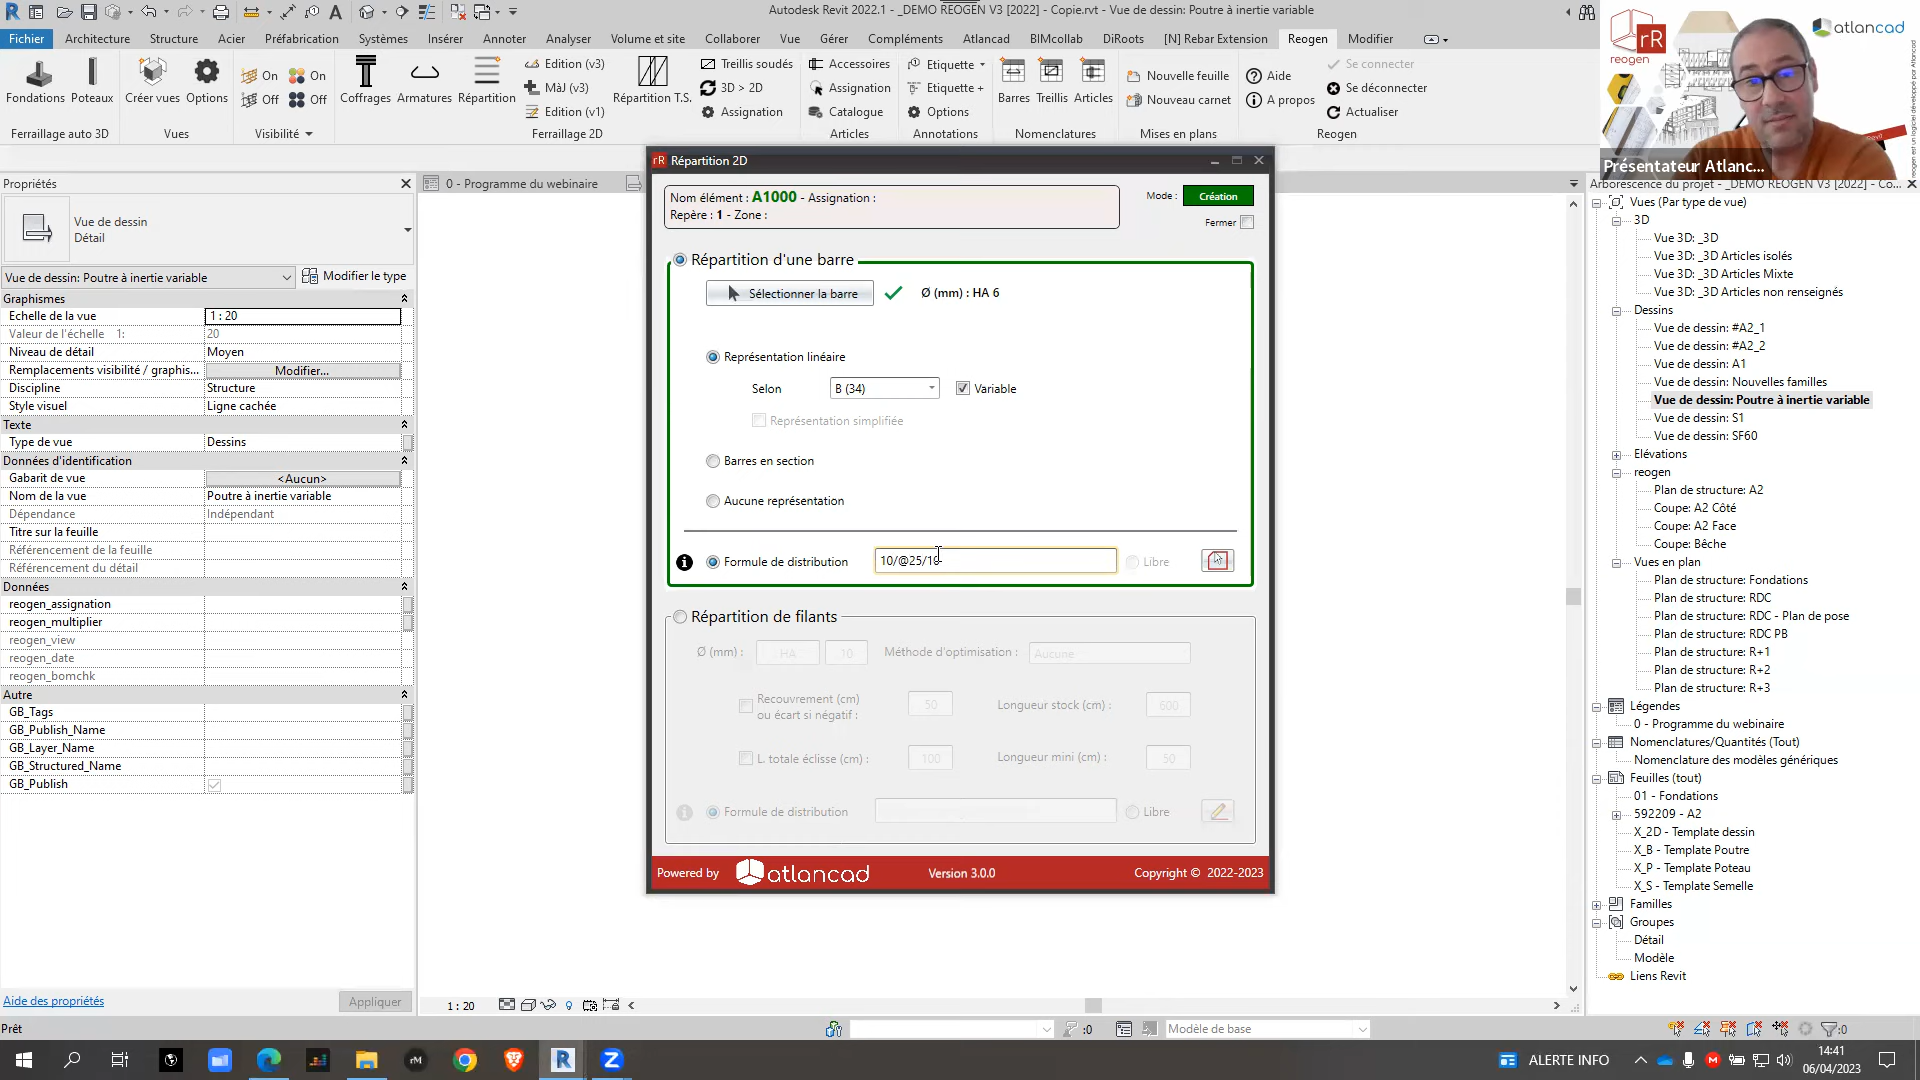 Autodesk Revit 2022.1 - _DEMO REOGEN V3 [2022] - Copie.rvt - Vue de dessin: Poutre à inertie variable
Fichier Architecture Structure Acier Préfabrication Systèmes Insérer Annoter Analyser Volume et site Collaborer Vue Gérer Compléments Atlancad BIMcollab DiRoots [N] Rebar Extension Reogen Modifier
On On Edition (v3) Treillis soudés Accessoires Etiquette Nouvelle feuille Aide Se connecter
Off Off MàJ (v3) 3D > 2D Assignation Etiquette + Nouveau carnet A propos Se déconnecter
Edition (v1) Assignation Catalogue Options Actualiser
Fondations Poteaux Créer vues Options Coffrages Armatures Répartition Répartition T.S. Barres Treillis Articles
Ferraillage auto 3D Vues Visibilité Ferraillage 2D Articles Annotations Nomenclatures Mises en plans Reogen
reogen
atlancad
Présentateur Atlanc...
Propriétés
0 - Programme du webinaire
Vue de dessin
Détail
Vue de dessin: Poutre à inertie variable Modifier le type
Graphismes
Echelle de la vue 1 : 20
Valeur de l'échelle 1: 20
Niveau de détail Moyen
Remplacements visibilité / graphis... Modifier...
Discipline Structure
Style visuel Ligne cachée
Texte
Type de vue Dessins
Données d'identification
Gabarit de vue <Aucun>
Nom de la vue Poutre à inertie variable
Dépendance Indépendant
Titre sur la feuille
Référencement de la feuille
Référencement du détail
Données
reogen_assignation
reogen_multiplier
reogen_view
reogen_date
reogen_bomchk
Autre
GB_Tags
GB_Publish_Name
GB_Layer_Name
GB_Structured_Name
GB_Publish
Aide des propriétés Appliquer
rR Répartition 2D
Nom élément : A1000 - Assignation :
Repère : 1 - Zone :
Mode : Création
Fermer
Répartition d'une barre
Sélectionner la barre Ø (mm) : HA 6
Représentation linéaire
Selon B (34) Variable
Représentation simplifiée
Barres en section
Aucune représentation
Formule de distribution 10/@25/10 Libre
Répartition de filants
Ø (mm) : HA 10 Méthode d'optimisation : Aucune
Recouvrement (cm)
ou écart si négatif : 50 Longueur stock (cm) : 600
L. totale éclisse (cm) : 100 Longueur mini (cm) : 50
Formule de distribution Libre
Powered by atlancad Version 3.0.0 Copyright © 2022-2023
Arborescence du projet - _DEMO REOGEN V3 [2022] - Co...
Vues (Par type de vue)
3D
Vue 3D: _3D
Vue 3D: _3D Articles isolés
Vue 3D: _3D Articles Mixte
Vue 3D: _3D Articles non renseignés
Dessins
Vue de dessin: #A2_1
Vue de dessin: #A2_2
Vue de dessin: A1
Vue de dessin: Nouvelles familles
Vue de dessin: Poutre à inertie variable
Vue de dessin: S1
Vue de dessin: SF60
Elévations
reogen
Plan de structure: A2
Coupe: A2 Côté
Coupe: A2 Face
Coupe: Bêche
Vues en plan
Plan de structure: Fondations
Plan de structure: RDC
Plan de structure: RDC - Plan de pose
Plan de structure: RDC PB
Plan de structure: R+1
Plan de structure: R+2
Plan de structure: R+3
Légendes
0 - Programme du webinaire
Nomenclatures/Quantités (Tout)
Nomenclature des modèles génériques
Feuilles (tout)
01 - Fondations
592209 - A2
X_2D - Template dessin
X_B - Template Poutre
X_P - Template Poteau
X_S - Template Semelle
Familles
Groupes
Détail
Modèle
Liens Revit
1 : 20
Prêt :0 Modèle de base :0
ALERTE INFO
14:41
06/04/2023